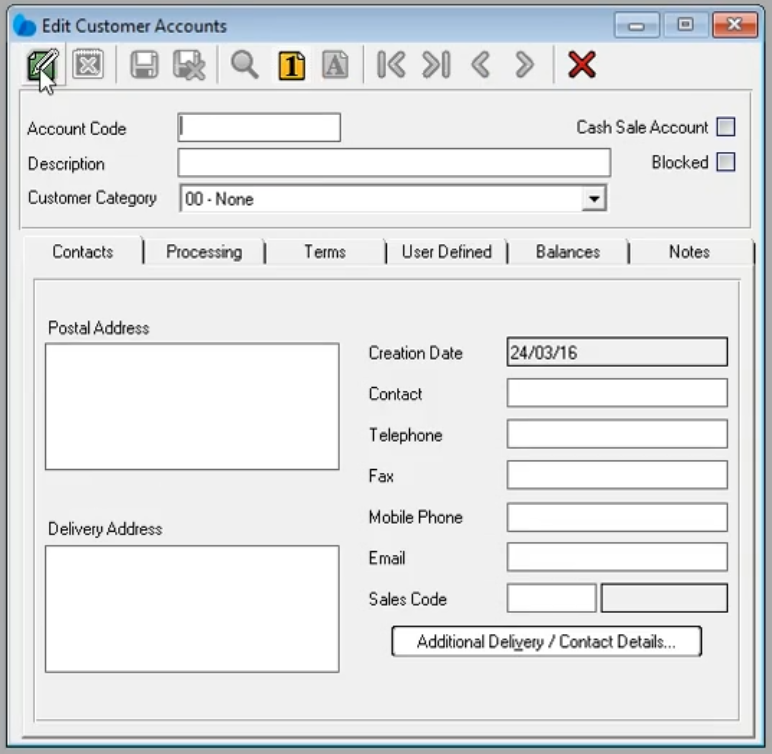 Edit Customer Accounts
1 A
Account Code
Cash Sale Account
Description
Blocked
Customer Category 00 - None
Contacts Processing Terms User Defined Balances Notes
Postal Address
Creation Date 24/03/16
Contact
Telephone
Fax
Mobile Phone
Delivery Address
Email
Sales Code
Additional Delivery / Contact Details...